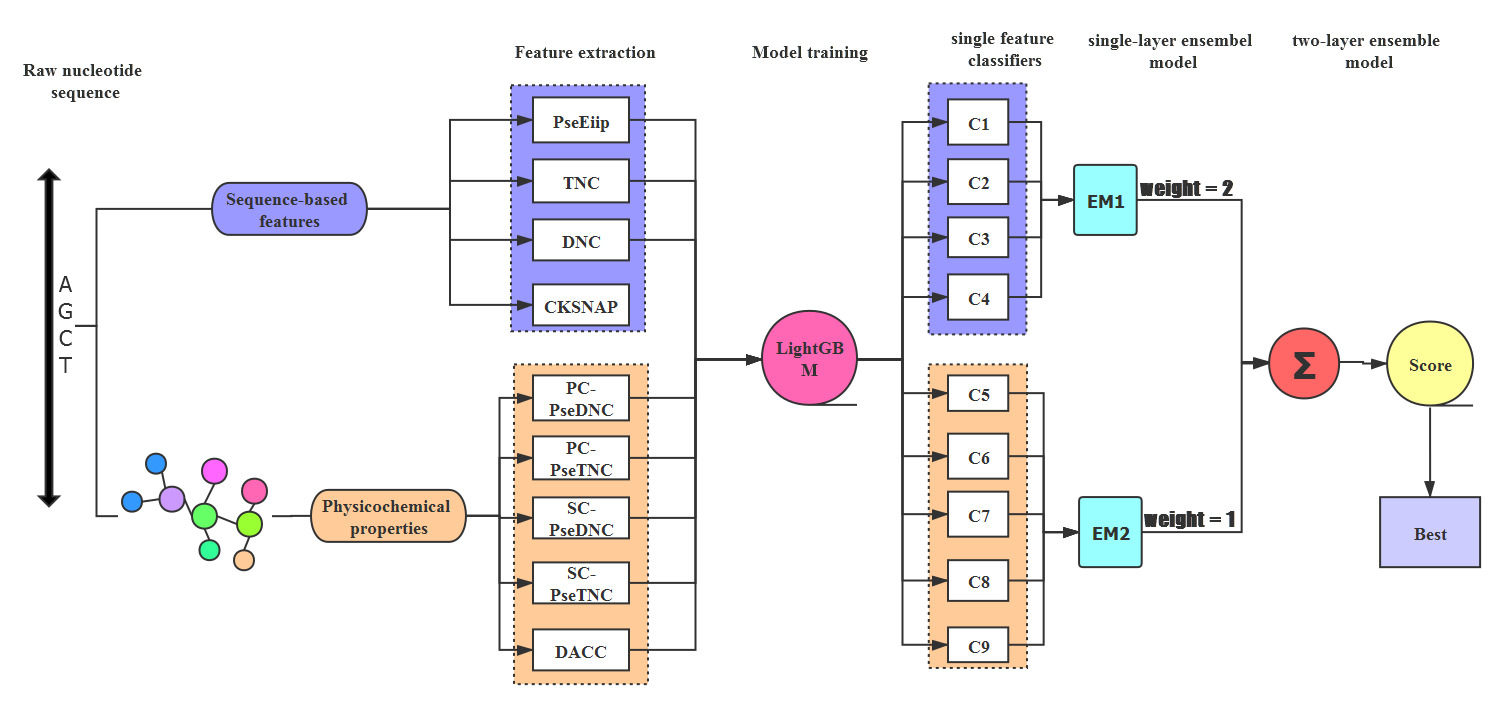 Raw nucleotide
sequence
Feature extraction
Model training
single feature
classifiers
single-layer ensembel
model
two-layer ensemble
model
A
G
C
T
Sequence-based
features
Physicochemical
properties
PseEiip
TNC
DNC
CKSNAP
PC-
PseDNC
PC-
PseTNC
SC-
PseDNC
SC-
PseTNC
DACC
LightGB
M
C1
C2
C3
C4
C5
C6
C7
C8
C9
EM1
weight = 2
EM2
weight = 1
Σ
Score
Best